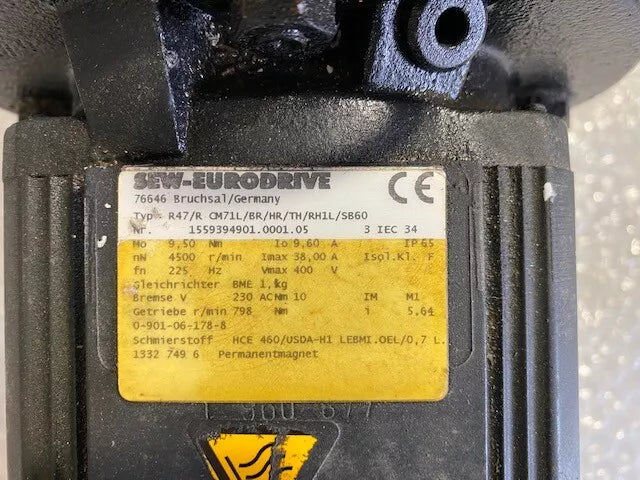 SEW-EURODRIVE
76646 Bruchsal/Germany
CE
Typ R47/R CM71L/BR/HR/TH/RH1L/SB60
Nr. 1559394901.0001.05 3 IEC 34
Mo 9,50 Nm Io 9,60 A IP 65
nN 4500 r/min Imax 38,00 A Isol.Kl. F
fn 225 Hz Vmax 400 V
Gleichrichter BME 1, kg
Bremse V 230 AC Nm 10 IM M1
Getriebe r/min 798 Nm i 5,64
0-901-06-178-8
Schmierstoff HCE 460/USDA-H1 LEBMI.OEL/0,7 L.
1332 749 6 Permanentmagnet